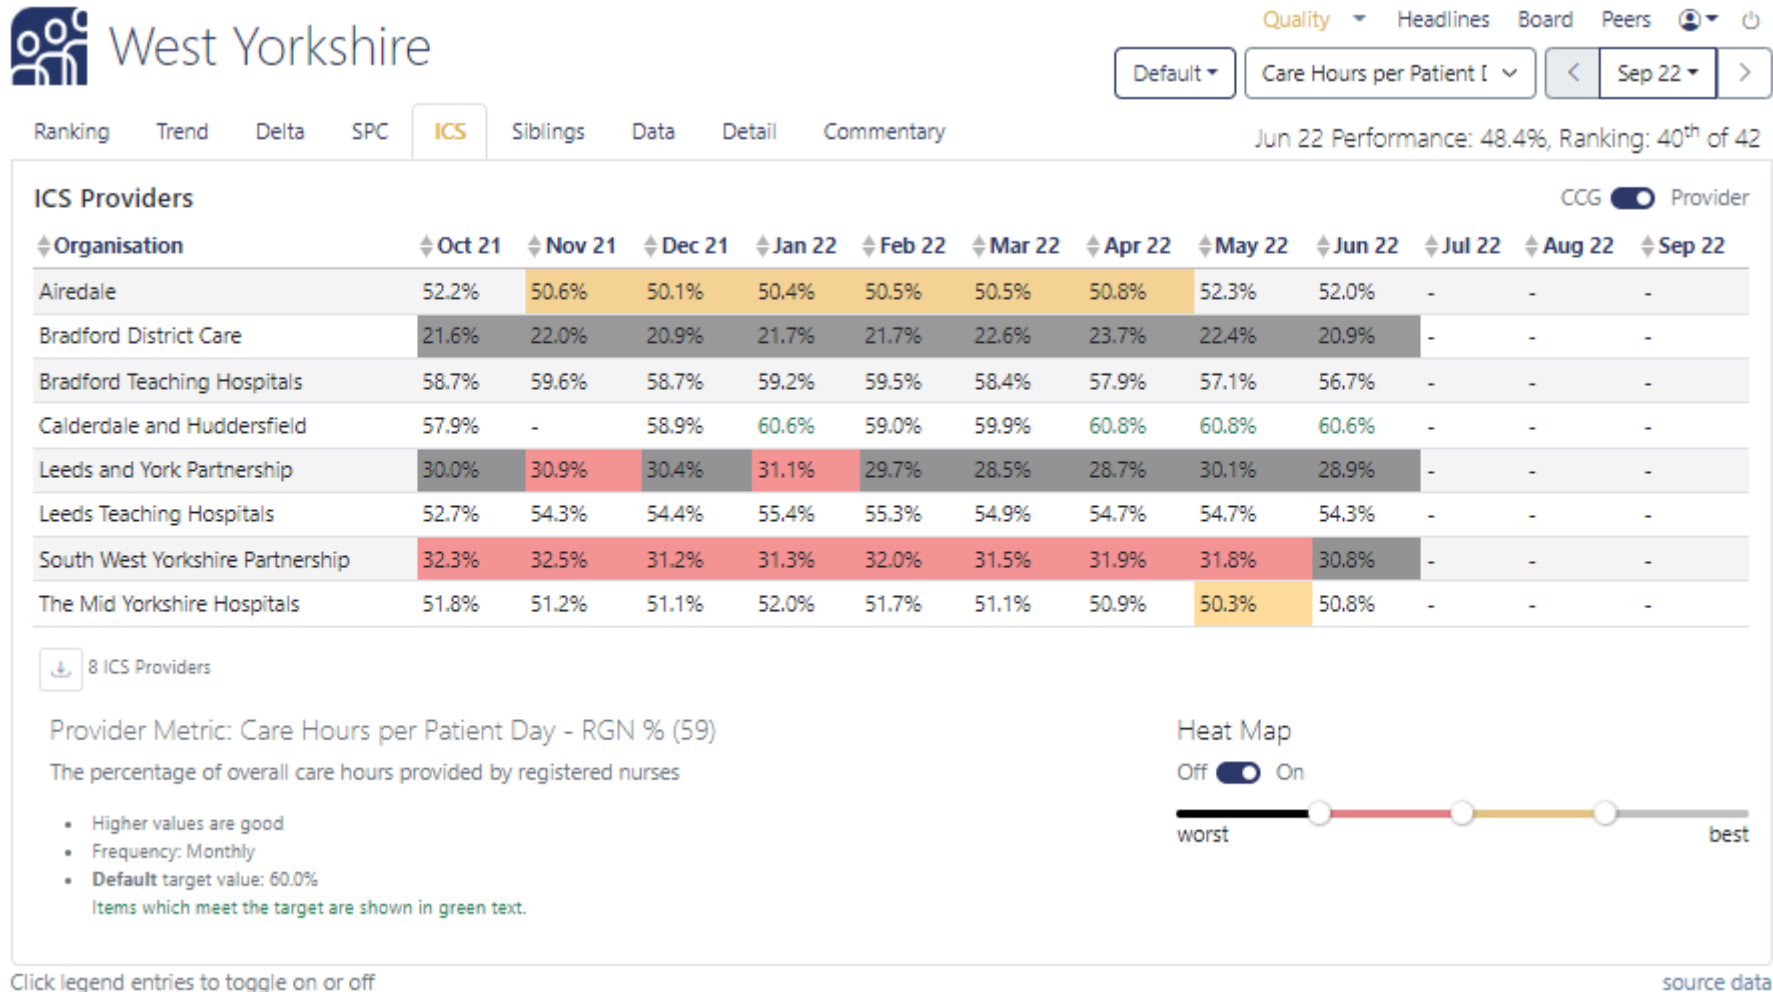 West Yorkshire
Quality Headlines Board Peers
Default Care Hours per Patient D Sep 22
Ranking Trend Delta SPC ICS Siblings Data Detail Commentary
Jun 22 Performance: 48.4%, Ranking: 40th of 42
ICS Providers
CCG Provider
Organisation Oct 21 Nov 21 Dec 21 Jan 22 Feb 22 Mar 22 Apr 22 May 22 Jun 22 Jul 22 Aug 22 Sep 22
Airedale 52.2% 50.6% 50.1% 50.4% 50.5% 50.5% 50.8% 52.3% 52.0% - - -
Bradford District Care 21.6% 22.0% 20.9% 21.7% 21.7% 22.6% 23.7% 22.4% 20.9% - - -
Bradford Teaching Hospitals 58.7% 59.6% 58.7% 59.2% 59.5% 58.4% 57.9% 57.1% 56.7% - - -
Calderdale and Huddersfield 57.9% - 58.9% 60.6% 59.0% 59.9% 60.8% 60.8% 60.6% - - -
Leeds and York Partnership 30.0% 30.9% 30.4% 31.1% 29.7% 28.5% 28.7% 30.1% 28.9% - - -
Leeds Teaching Hospitals 52.7% 54.3% 54.4% 55.4% 55.3% 54.9% 54.7% 54.7% 54.3% - - -
South West Yorkshire Partnership 32.3% 32.5% 31.2% 31.3% 32.0% 31.5% 31.9% 31.8% 30.8% - - -
The Mid Yorkshire Hospitals 51.8% 51.2% 51.1% 52.0% 51.7% 51.1% 50.9% 50.3% 50.8% - - -
8 ICS Providers
Provider Metric: Care Hours per Patient Day - RGN % (59)
The percentage of overall care hours provided by registered nurses
• Higher values are good
• Frequency: Monthly
• Default target value: 60.0%
Items which meet the target are shown in green text.
Heat Map
Off On
worst best
Click legend entries to toggle on or off
source data